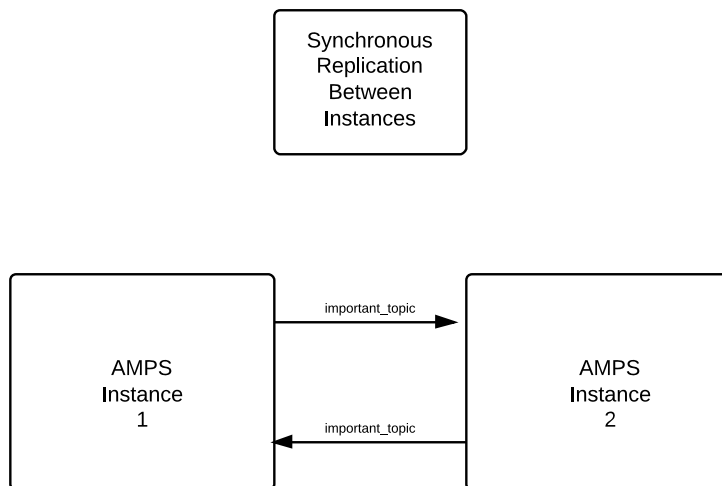 Synchronous
Replication
Between
Instances
important_topic
AMPS
Instance
1
AMPS
Instance
2
important_topic